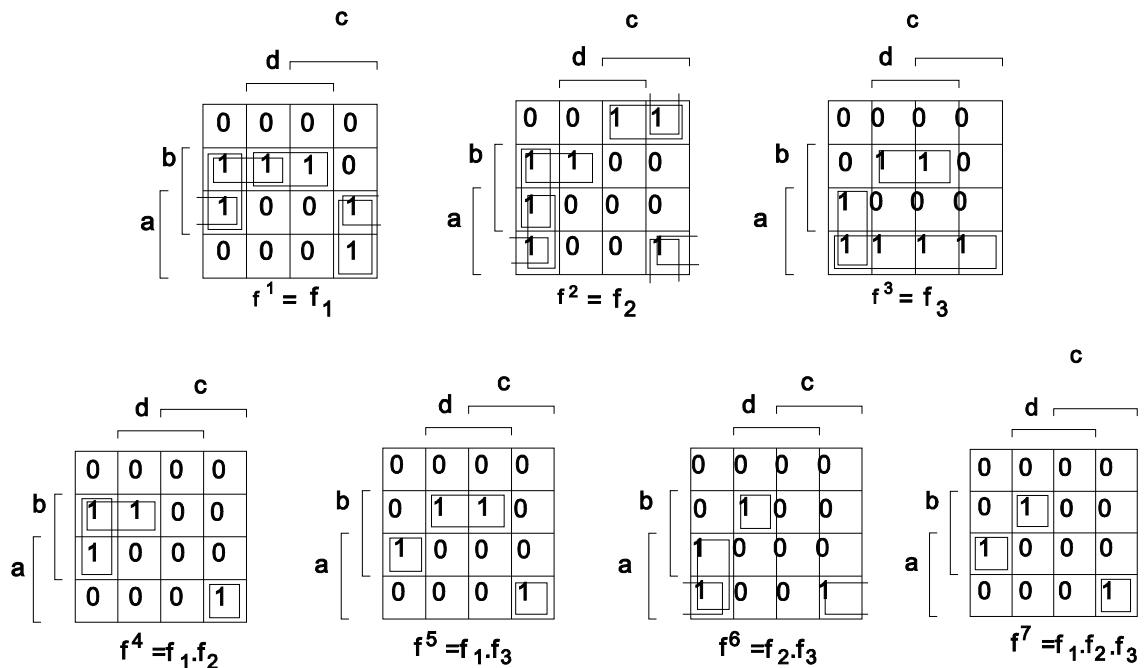 c c c
d d d
0 0 0 0 0 0 1 1 0 0 0 0
b 1 1 1 0 b 1 1 0 0 b 0 1 1 0
a 1 0 0 1 a 1 0 0 0 a 1 0 0 0
0 0 0 1 1 0 0 1 1 1 1 1
f¹ = f₁ f² = f₂ f³ = f₃
c c c c
d d d d
0 0 0 0 0 0 0 0 0 0 0 0 0 0 0 0
b 1 1 0 0 b 0 1 1 0 b 0 1 0 0 b 0 1 0 0
a 1 0 0 0 a 1 0 0 0 a 1 0 0 0 a 1 0 0 0
0 0 0 1 0 0 0 1 1 0 0 1 0 0 0 1
f⁴ =f₁.f₂ f⁵ =f₁.f₃ f⁶ =f₂.f₃ f⁷ =f₁.f₂.f₃